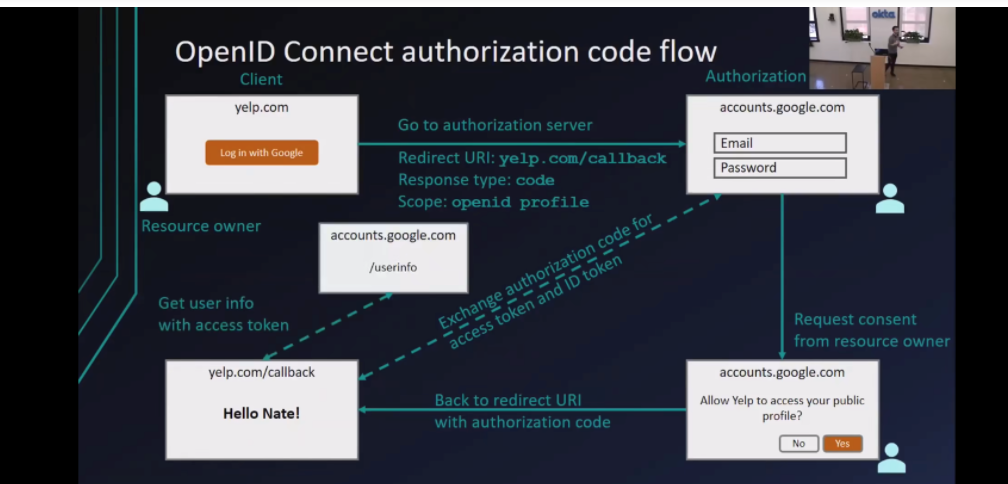 OpenID Connect authorization code flow
okta
Client
Authorization
yelp.com
Log in with Google
Go to authorization server
Redirect URI: yelp.com/callback
Response type: code
Scope: openid profile
accounts.google.com
Email
Password
Resource owner
accounts.google.com
/userinfo
Exchange authorization code for
access token and ID token
Get user info
with access token
Request consent
from resource owner
yelp.com/callback
Hello Nate!
Back to redirect URI
with authorization code
accounts.google.com
Allow Yelp to access your public
profile?
No
Yes